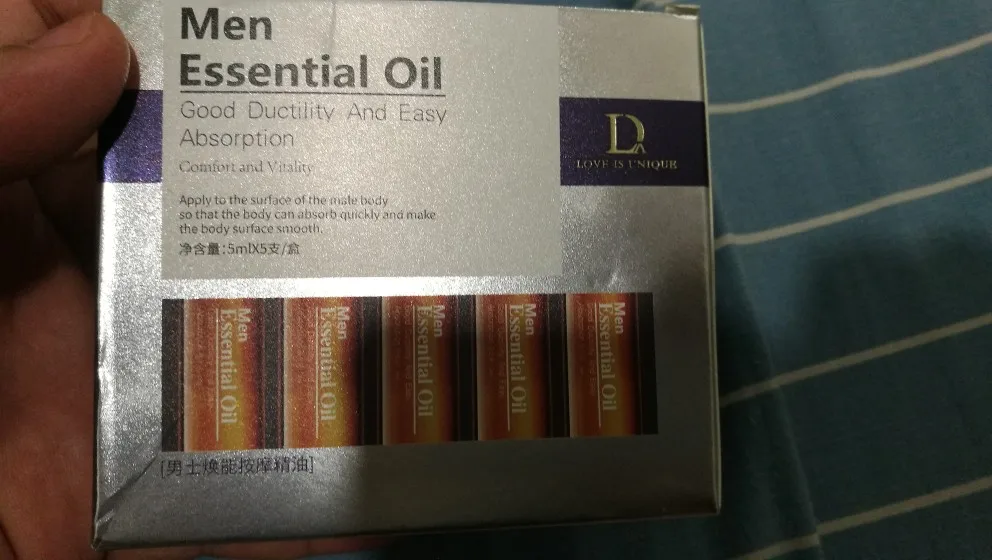 Men
Essential Oil
Good Ductility And Easy
Absorption
Comfort and Vitality
Apply to the surface of the male body
so that the body can absorb quickly and make
the body surface smooth.
净含量:5mlX5支/盒
D
LOVE IS UNIQUE
Men
Essential Oil
Men
Essential Oil
Men
Essential Oil
Men
Essential Oil
Men
Essential Oil
[男士焕能按摩精油]